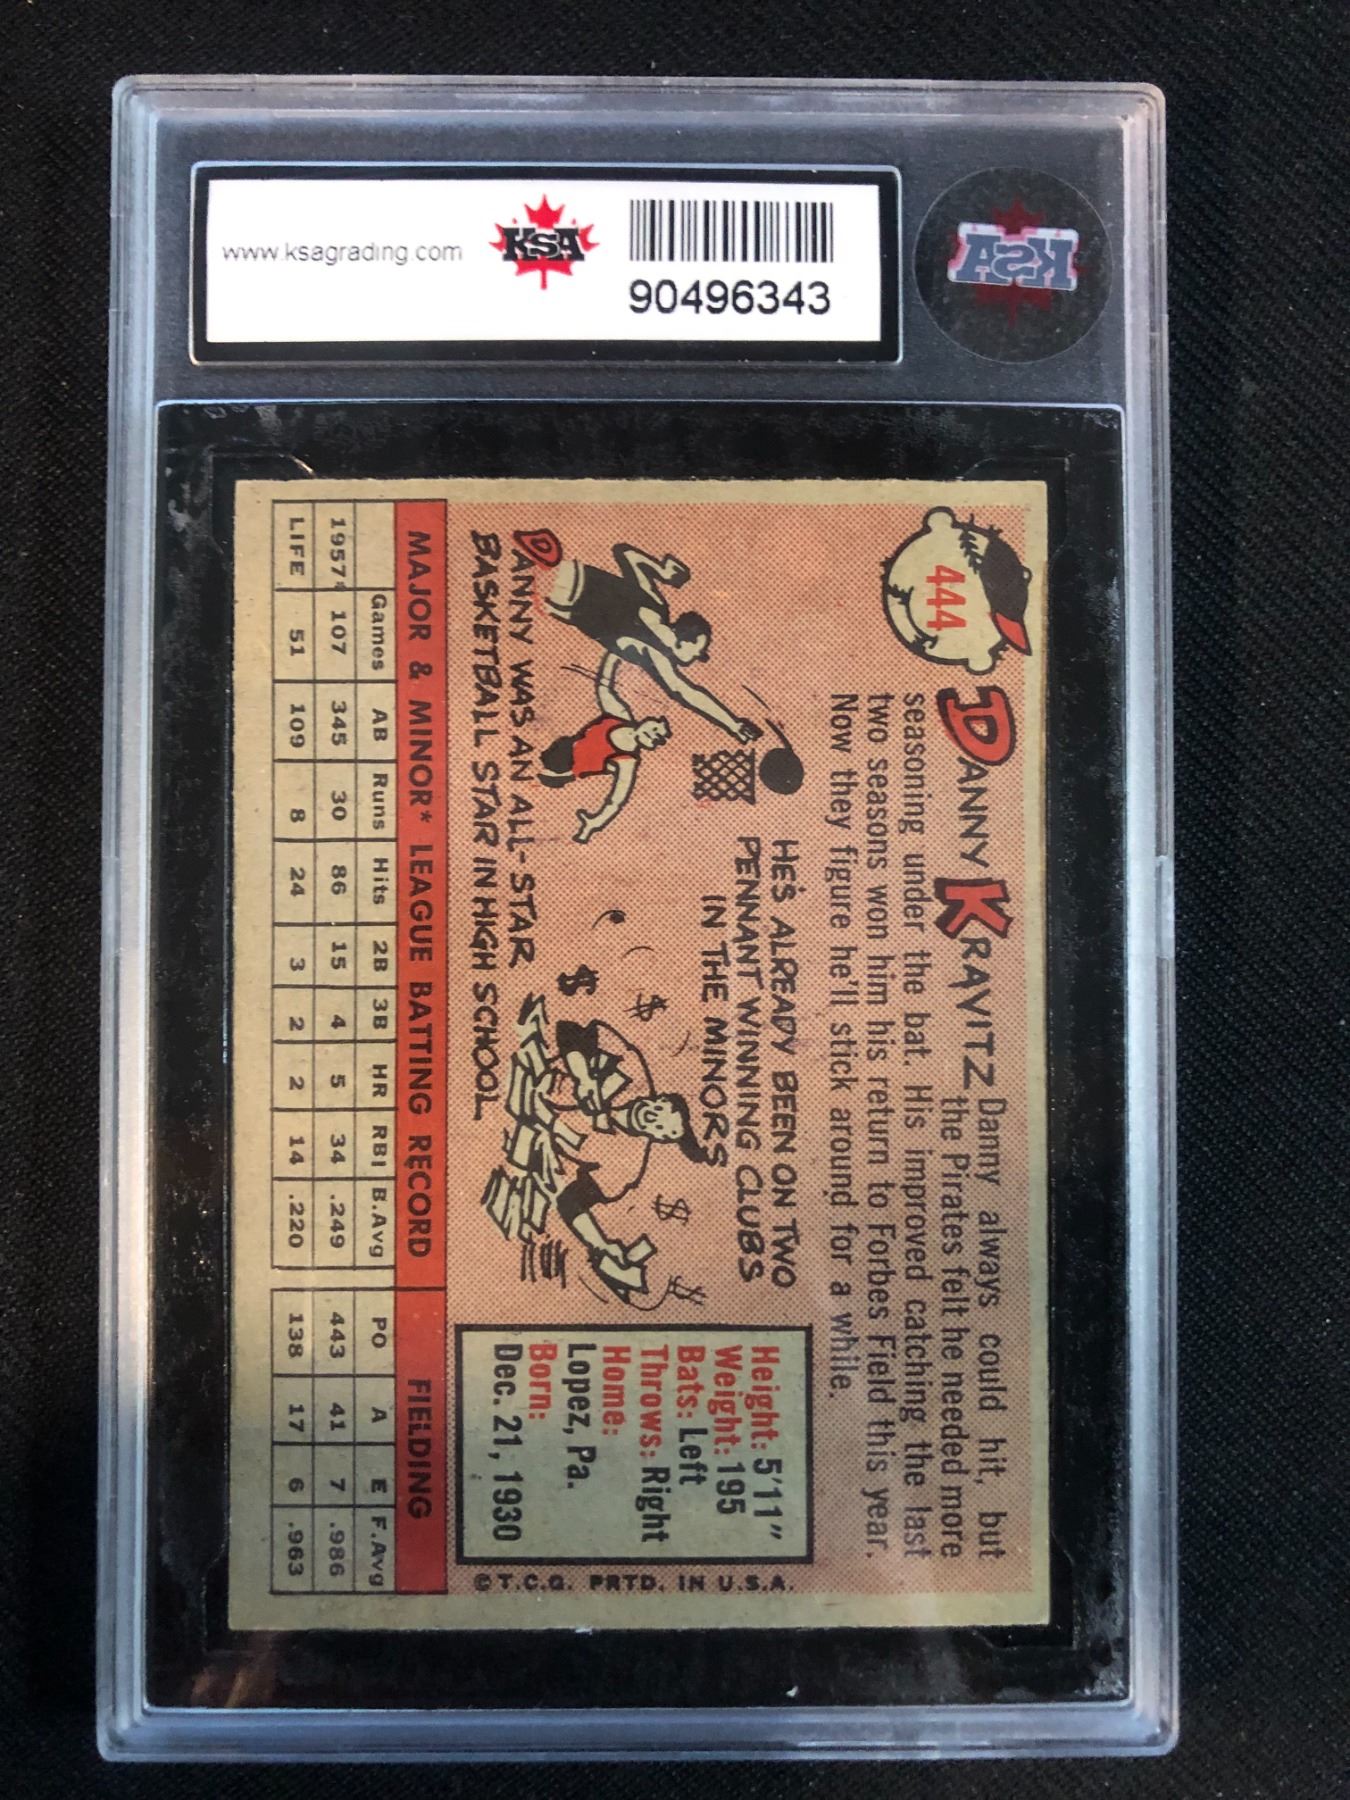 www.ksagrading.com
KSA
90496343
KSA
444
DANNY KRAVITZ Danny always could hit, but
the Pirates felt he needed more
seasoning under the bat. His improved catching the last
two seasons won him his return to Forbes Field this year.
Now they figure he'll stick around for a while.
HE'S ALREADY BEEN ON TWO
PENNANT WINNING CLUBS
IN THE MINORS
DANNY WAS AN ALL-STAR
BASKETBALL STAR IN HIGH SCHOOL
$
$
$
$
Height: 5'11"
Weight: 195
Bats: Left
Throws: Right
Home:
Lopez, Pa.
Born:
Dec. 21, 1930
© T.C.G. PRTD. IN U.S.A.
MAJOR & MINOR* LEAGUE BATTING RECORD FIELDING
Games AB Runs Hits 2B 3B HR RBI B.Avg PO A E F.Avg
1957* 107 345 30 86 15 4 5 34 .249 443 41 7 .986
LIFE 51 109 8 24 3 2 2 14 .220 138 17 6 .963